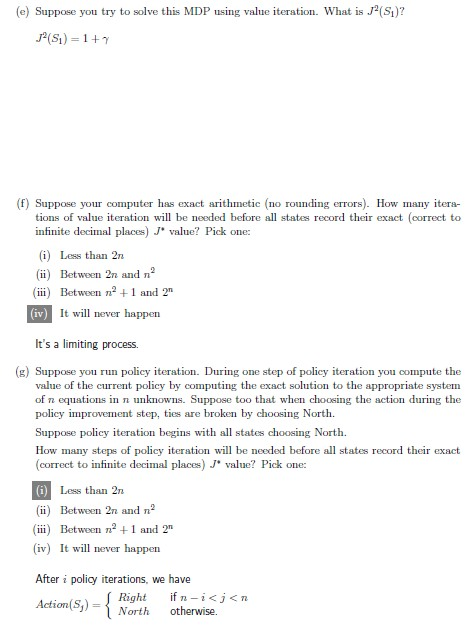 (e) Suppose you try to solve this MDP using value iteration. What is J²(S₁)?
J²(S₁) = 1 + γ
(f) Suppose your computer has exact arithmetic (no rounding errors). How many itera-
tions of value iteration will be needed before all states record their exact (correct to
infinite decimal places) J* value? Pick one:
(i) Less than 2n
(ii) Between 2n and n²
(iii) Between n² + 1 and 2ⁿ
(iv) It will never happen
It's a limiting process.
(g) Suppose you run policy iteration. During one step of policy iteration you compute the
value of the current policy by computing the exact solution to the appropriate system
of n equations in n unknowns. Suppose too that when choosing the action during the
policy improvement step, ties are broken by choosing North.
Suppose policy iteration begins with all states choosing North.
How many steps of policy iteration will be needed before all states record their exact
(correct to infinite decimal places) J* value? Pick one:
(i) Less than 2n
(ii) Between 2n and n²
(iii) Between n² + 1 and 2ⁿ
(iv) It will never happen
After i policy iterations, we have
Action(Sⱼ) = { Right if n − i < j < n
North otherwise.